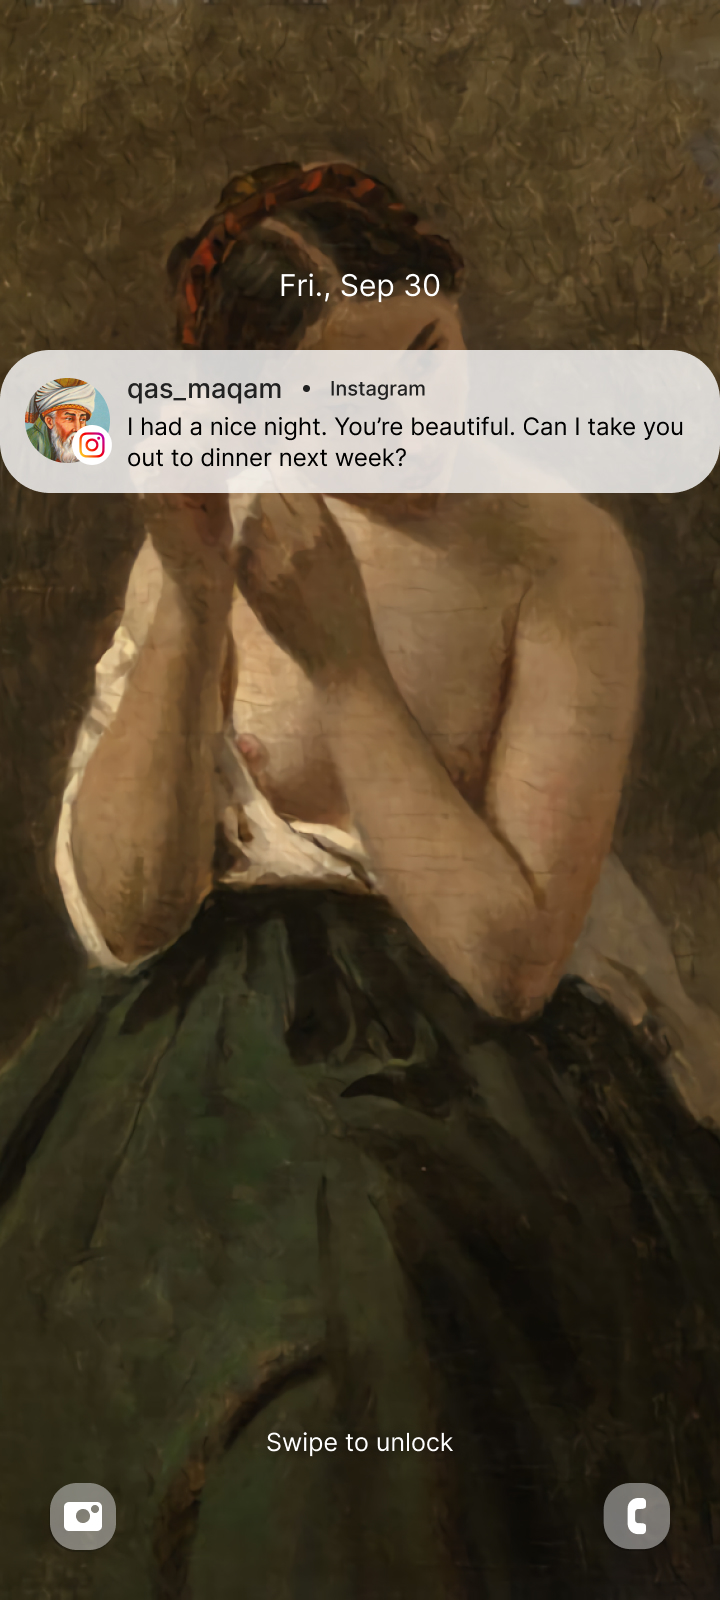 Fri., Sep 30
qas_maqam • Instagram
I had a nice night. You’re beautiful. Can I take you
out to dinner next week?
Swipe to unlock